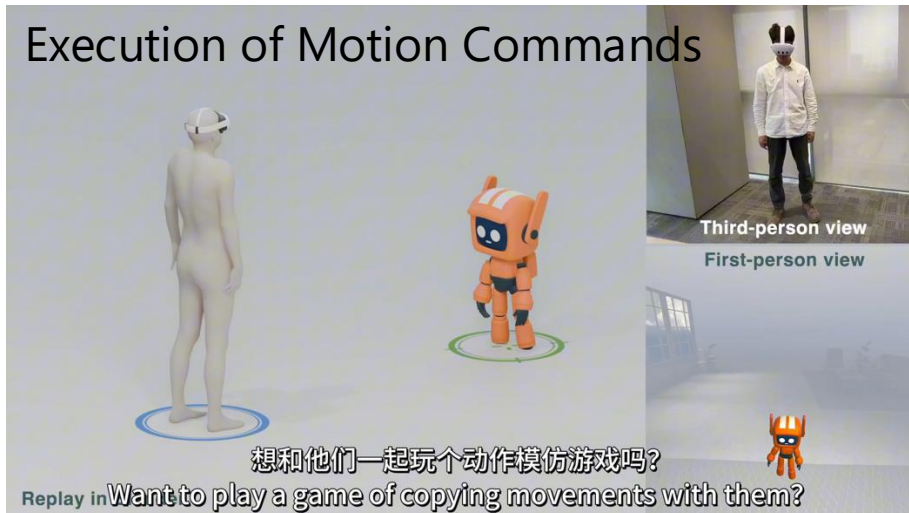 Execution of Motion Commands
Third-person view
First-person view
想和他们一起玩个动作模仿游戏吗?
Replay in
Want to play a game of copying movements with them?